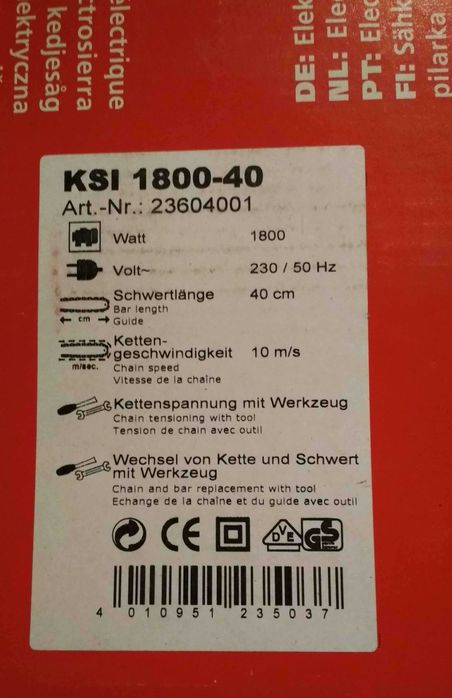 électrique
ctrosierra
kedjesåg
ektryczna
DE: Elek
NL: Ele
PT: Elec
FI: Sähk
pilarka
KSI 1800-40
Art.-Nr.: 23604001
Watt 1800
Volt~ 230 / 50 Hz
Schwertlänge 40 cm
Bar length
cm Guide
Ketten-
geschwindigkeit 10 m/s
m/sec. Chain speed
Vitesse de la chaîne
Kettenspannung mit Werkzeug
Chain tensioning with tool
Tension de chain avec outil
Wechsel von Kette und Schwert
mit Werkzeug
Chain and bar replacement with tool
Echange de la chaîne et du guide avec outil
CE DVE GS
4 010951 235037